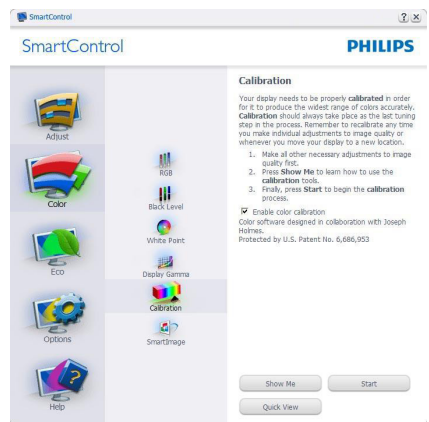 SmartControl
SmartControl
PHILIPS
Adjust
Color
Eco
Options
Help
RGB
Black Level
White Point
Display Gamma
Calibration
SmartImage
Calibration
Your display needs to be properly calibrated in order
for it to produce the widest range of colors accurately.
Calibration should always take place as the last tuning
step in the process. Remember to recalibrate any time
you make individual adjustments to image quality or
whenever you move your display to a new location.
1. Make all other necessary adjustments to image
quality first.
2. Press Show Me to learn how to use the
calibration tools.
3. Finally, press Start to begin the calibration
process.
Enable color calibration
Color software designed in collaboration with Joseph
Holmes.
Protected by U.S. Patent No. 6,686,953
Show Me
Start
Quick View